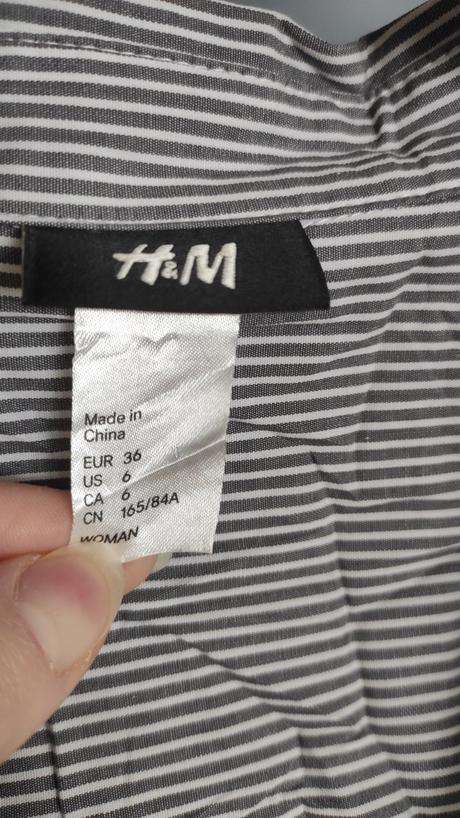 H&M
Made in
China
EUR 36
US 6
CA 6
CN 165/84A
WOMAN